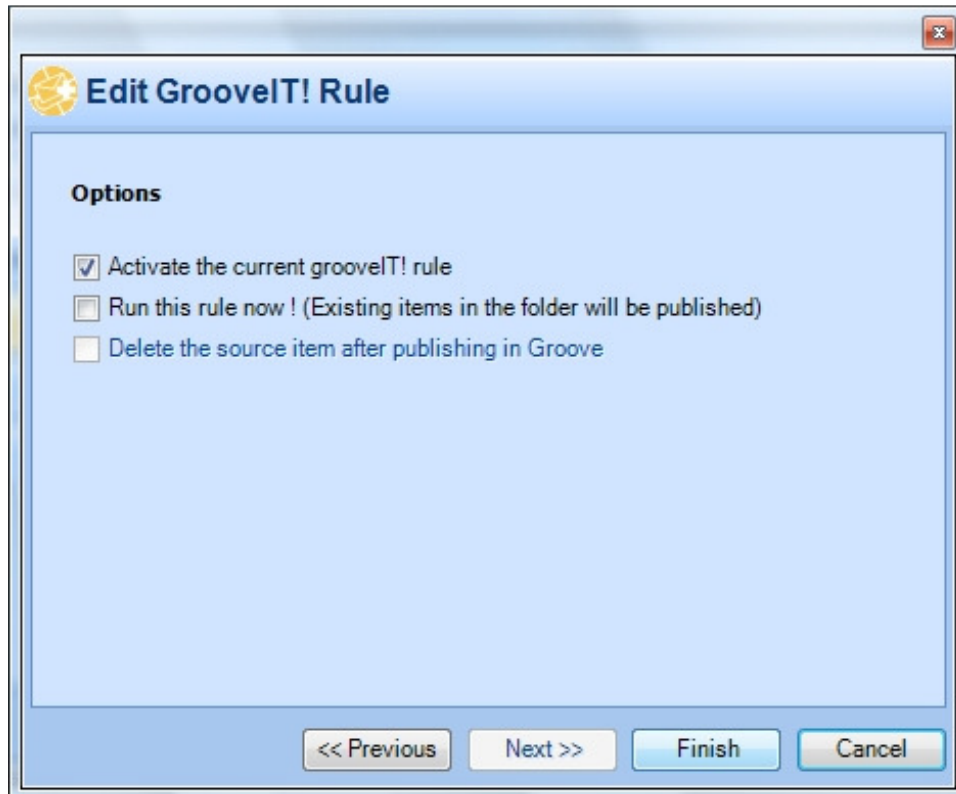 Edit GrooveIT! Rule
Options
Activate the current grooveIT! rule
Run this rule now ! (Existing items in the folder will be published)
Delete the source item after publishing in Groove
<< Previous Next >> Finish Cancel